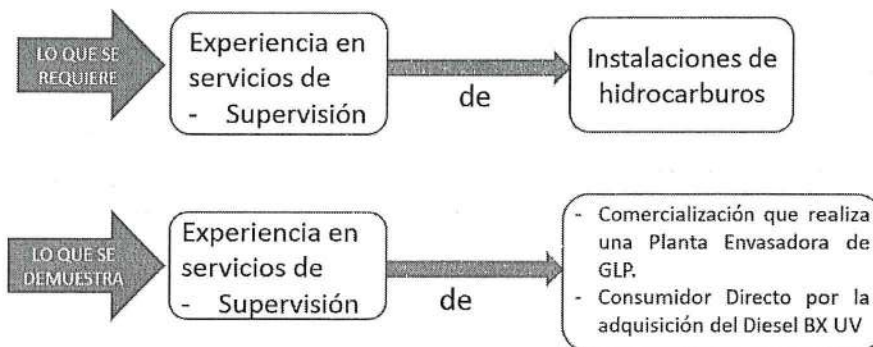 LO QUE SE
REQUIERE
Experiencia en
servicios de
- Supervisión
de
Instalaciones de
hidrocarburos
LO QUE SE
DEMUESTRA
Experiencia en
servicios de
- Supervisión
de
- Comercialización que realiza
una Planta Envasadora de
GLP.
- Consumidor Directo por la
adquisición del Diesel BX UV